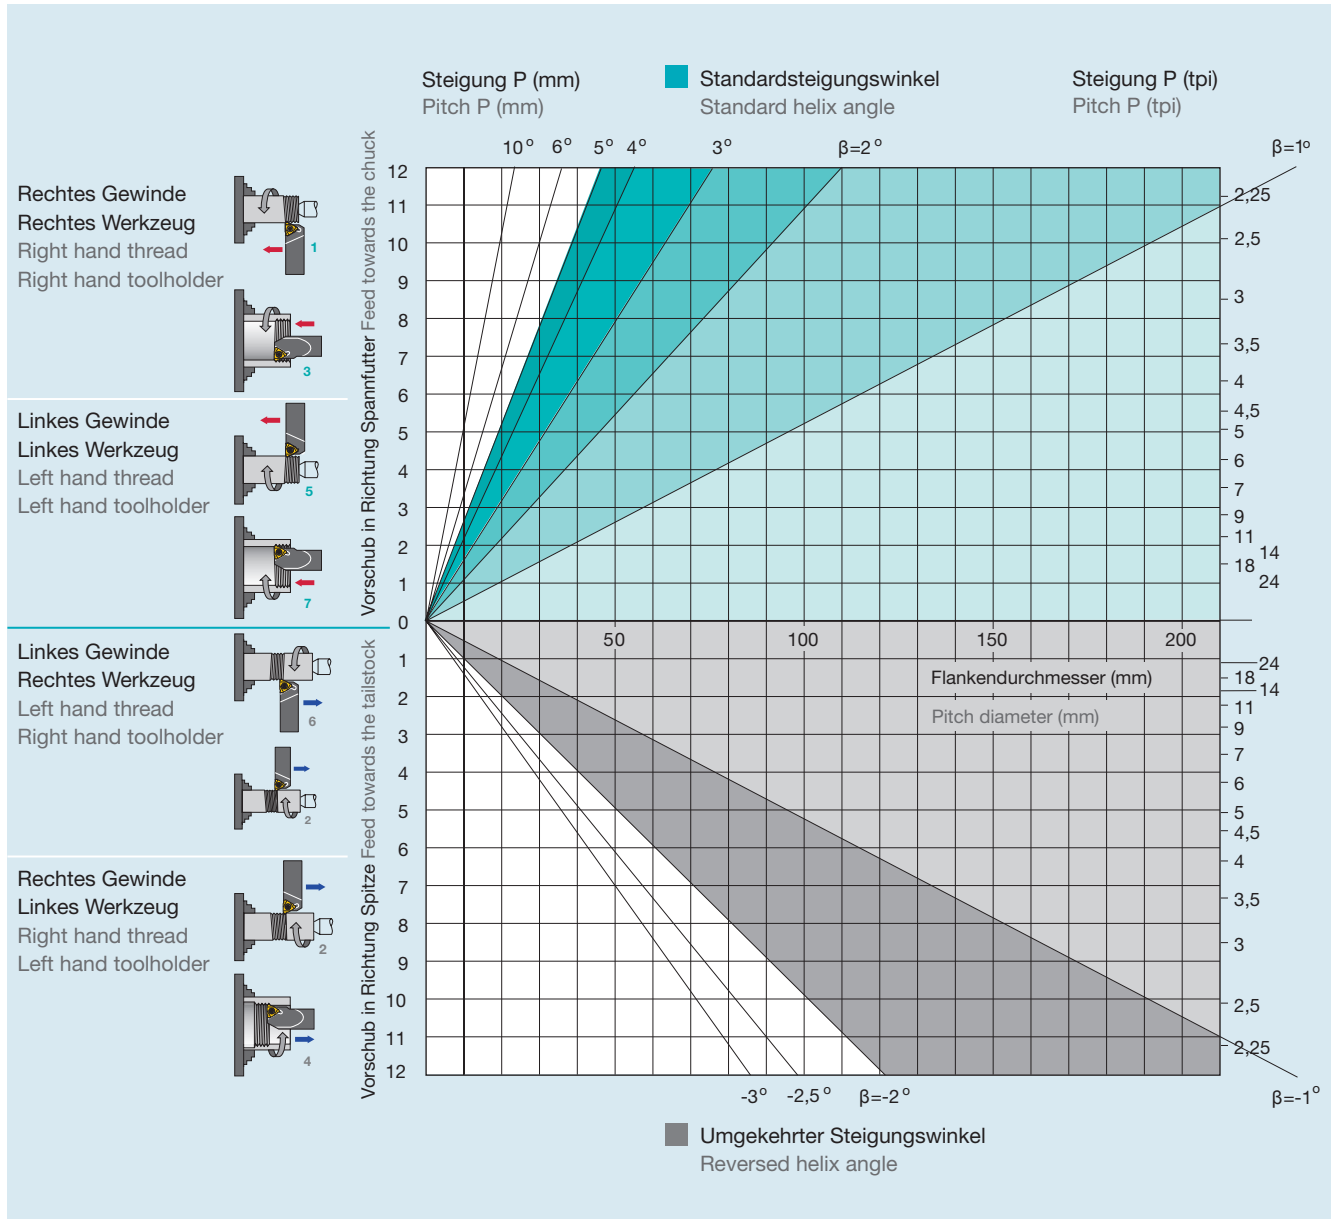 Steigung P (mm)
Pitch P (mm)
Standardsteigungswinkel
Standard helix angle
Steigung P (tpi)
Pitch P (tpi)
10° 6° 5° 4° 3° β=2° β=1°
Rechtes Gewinde
Rechtes Werkzeug
Right hand thread
Right hand toolholder
1
3
Linkes Gewinde
Linkes Werkzeug
Left hand thread
Left hand toolholder
5
7
Linkes Gewinde
Rechtes Werkzeug
Left hand thread
Right hand toolholder
6
2
Rechtes Gewinde
Linkes Werkzeug
Right hand thread
Left hand toolholder
2
4
Vorschub in Richtung Spannfutter Feed towards the chuck
Vorschub in Richtung Spitze Feed towards the tailstock
12
11
10
9
8
7
6
5
4
3
2
1
0
1
2
3
4
5
6
7
8
9
10
11
12
50 100 150 200
Flankendurchmesser (mm)
Pitch diameter (mm)
2,25
2,5
3
3,5
4
4,5
5
6
7
9
11
14
18
24
24
18
14
11
9
7
6
5
4,5
4
3,5
3
2,5
2,25
-3° -2,5° β=-2° β=-1°
Umgekehrter Steigungswinkel
Reversed helix angle